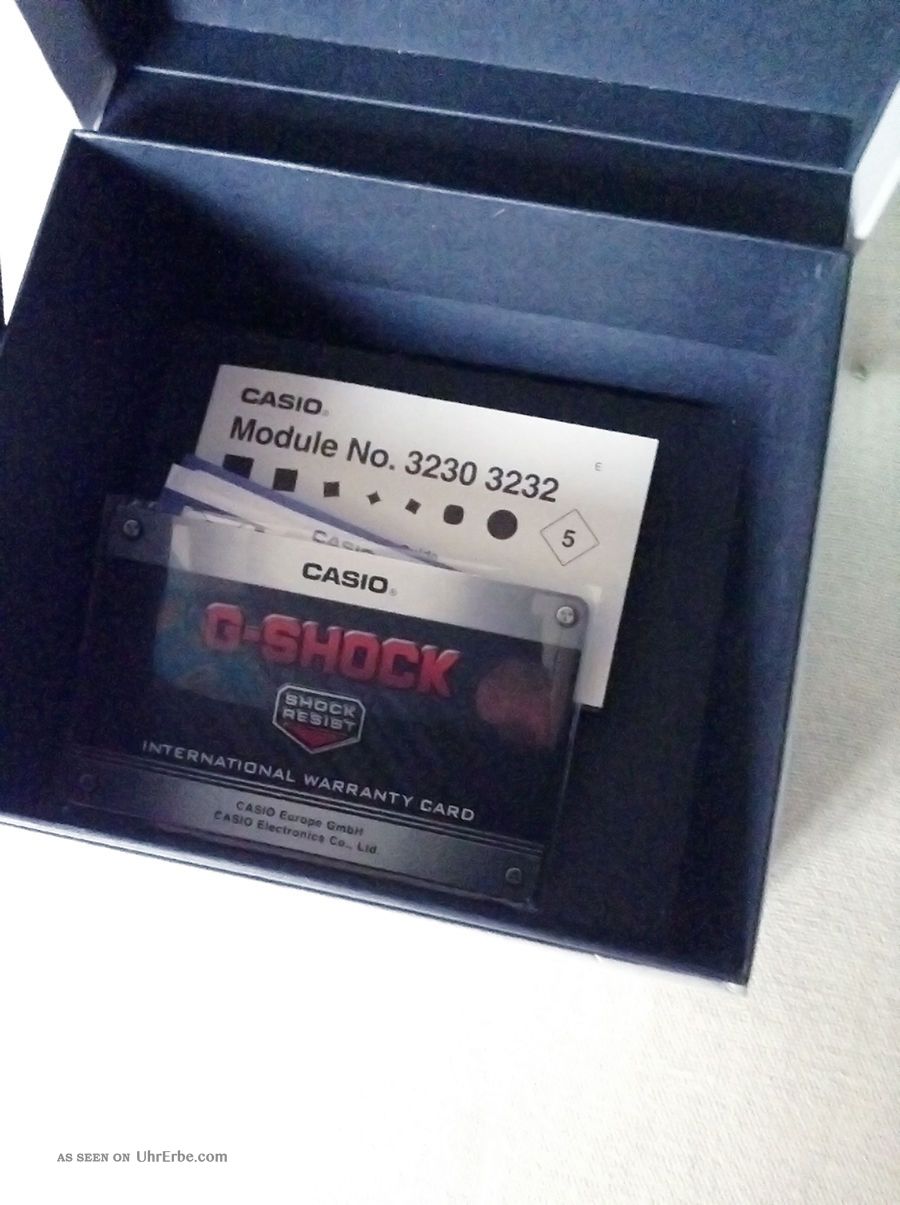 CASIO®
Module No. 3230 3232
E
5
CASIO
CASIO®
G-SHOCK
SHOCK
RESIST
INTERNATIONAL WARRANTY CARD
CASIO Europe GmbH
CASIO Electronics Co., Ltd.
AS SEEN ON UhrErbe.com